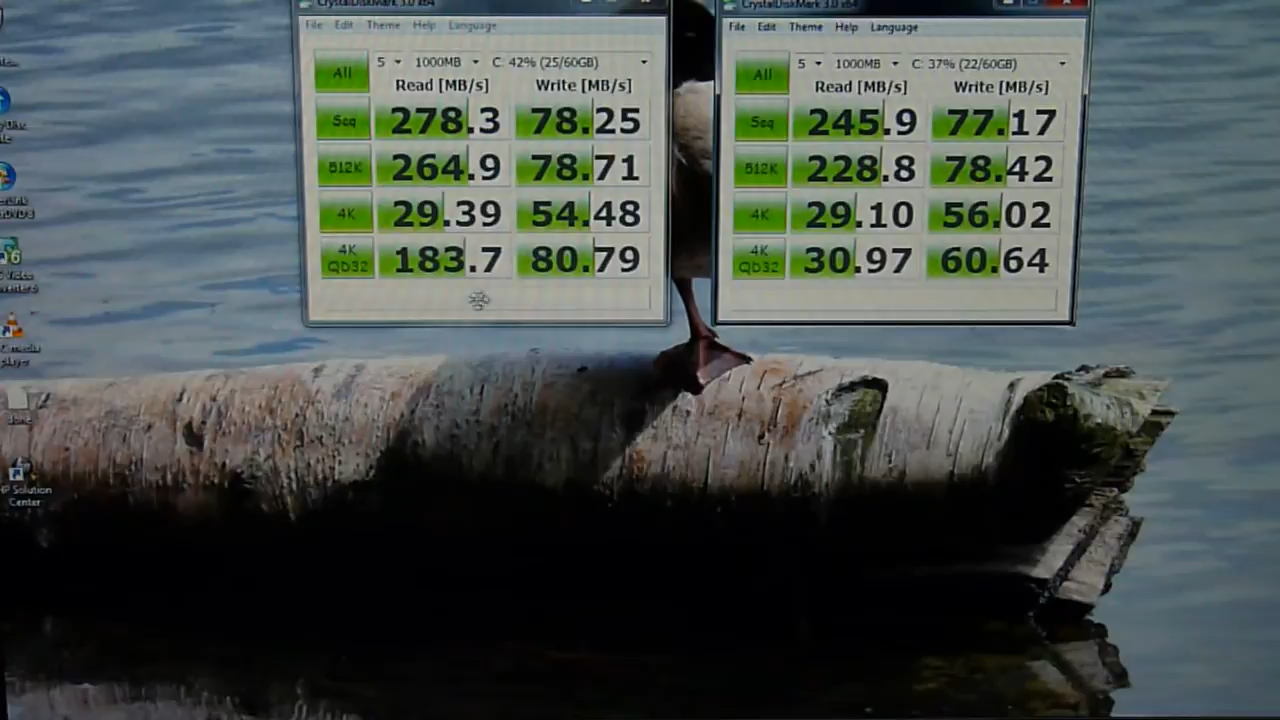 CrystalDiskMark 3.0 x64
File Edit Theme Help Language
All 5 1000MB C: 42% (25/60GB)
Read [MB/s] Write [MB/s]
Seq 278.3 78.25
512K 264.9 78.71
4K 29.39 54.48
4K QD32 183.7 80.79
CrystalDiskMark 3.0 x64
File Edit Theme Help Language
All 5 1000MB C: 37% (22/60GB)
Read [MB/s] Write [MB/s]
Seq 245.9 77.17
512K 228.8 78.42
4K 29.10 56.02
4K QD32 30.97 60.64
media
player
HP Solution
Center